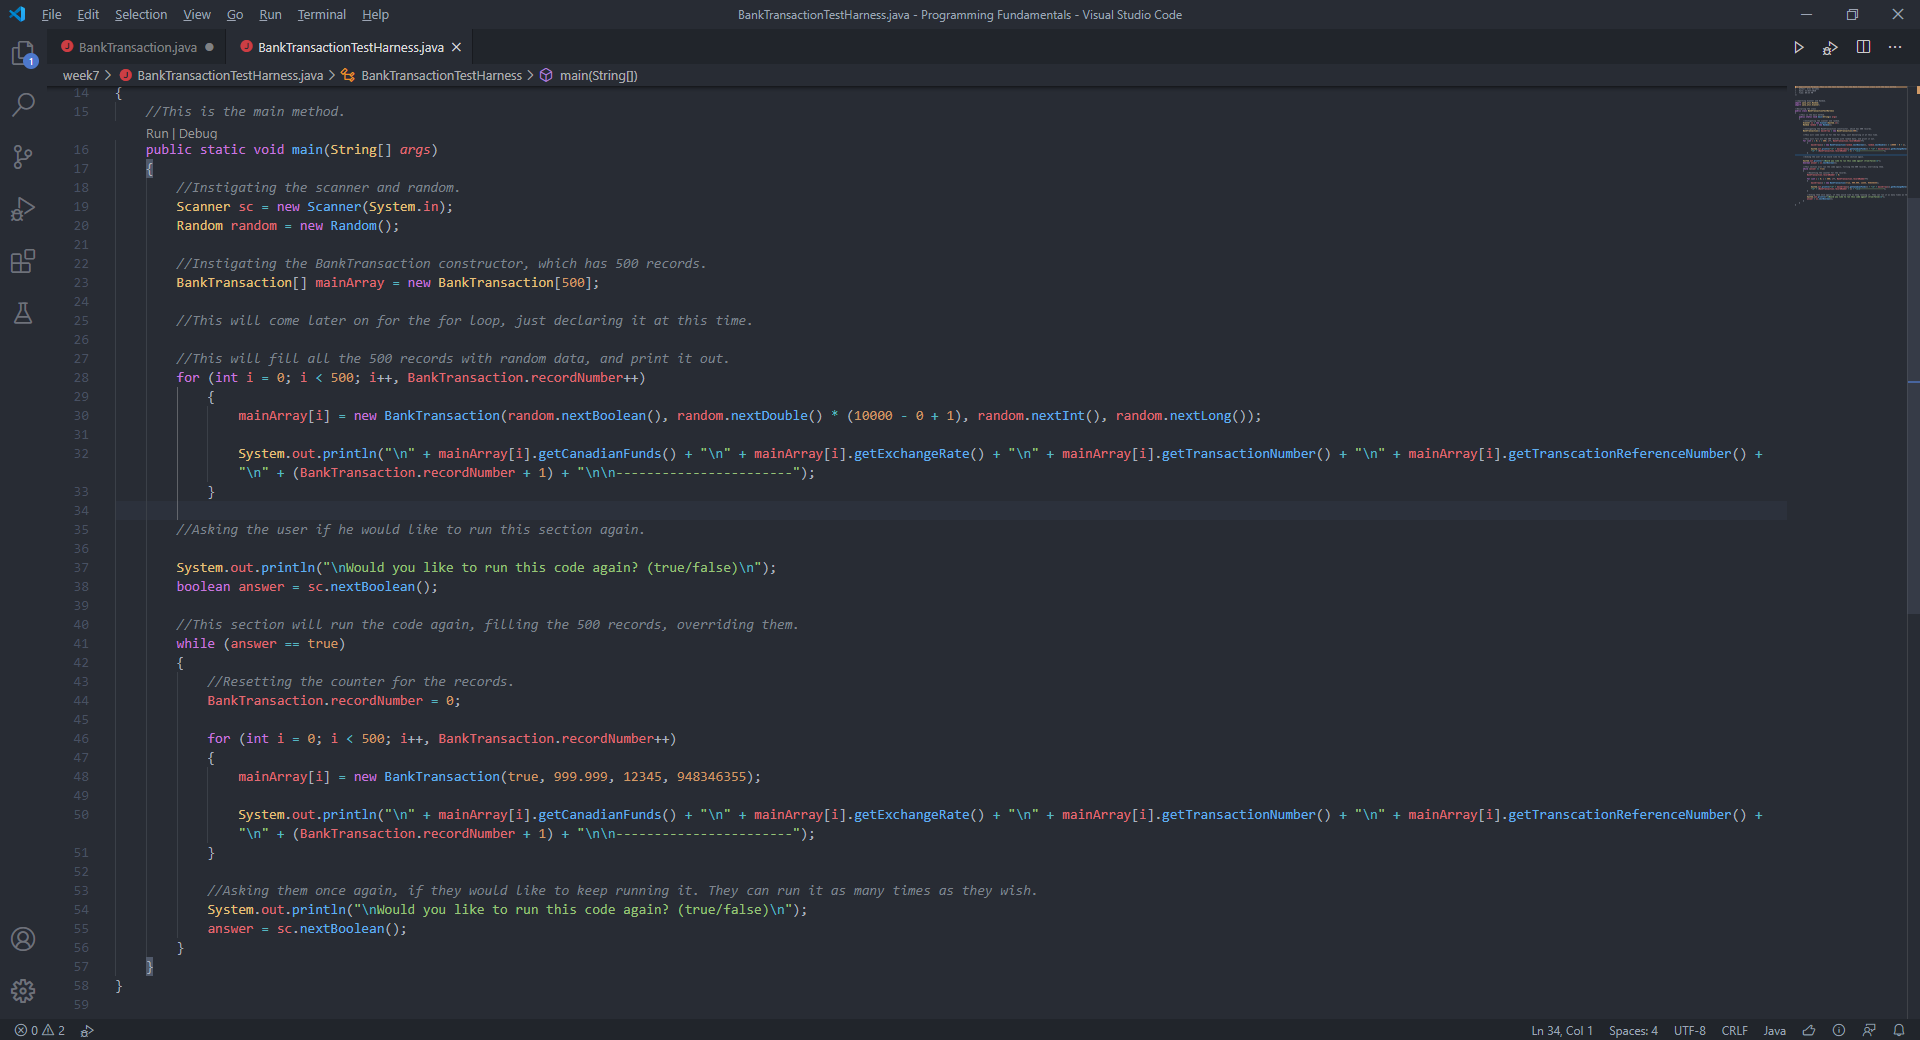 File Edit Selection View Go Run Terminal Help BankTransactionTestHarness.java - Programming Fundamentals - Visual Studio Code
BankTransaction.java BankTransactionTestHarness.java
1
week7 > BankTransactionTestHarness.java > BankTransactionTestHarness > main(String[])
14 {
15 //This is the main method.
Run | Debug
16 public static void main(String[] args)
17 {
18 //Instigating the scanner and random.
19 Scanner sc = new Scanner(System.in);
20 Random random = new Random();
21
22 //Instigating the BankTransaction constructor, which has 500 records.
23 BankTransaction[] mainArray = new BankTransaction[500];
24
25 //This will come later on for the for loop, just declaring it at this time.
26
27 //This will fill all the 500 records with random data, and print it out.
28 for (int i = 0; i < 500; i++, BankTransaction.recordNumber++)
29 {
30 mainArray[i] = new BankTransaction(random.nextBoolean(), random.nextDouble() * (10000 - 0 + 1), random.nextInt(), random.nextLong());
31
32 System.out.println("\n" + mainArray[i].getCanadianFunds() + "\n" + mainArray[i].getExchangeRate() + "\n" + mainArray[i].getTransactionNumber() + "\n" + mainArray[i].getTranscationReferenceNumber() +
"\n" + (BankTransaction.recordNumber + 1) + "\n\n-----------------------");
33 }
34
35 //Asking the user if he would like to run this section again.
36
37 System.out.println("\nWould you like to run this code again? (true/false)\n");
38 boolean answer = sc.nextBoolean();
39
40 //This section will run the code again, filling the 500 records, overriding them.
41 while (answer == true)
42 {
43 //Resetting the counter for the records.
44 BankTransaction.recordNumber = 0;
45
46 for (int i = 0; i < 500; i++, BankTransaction.recordNumber++)
47 {
48 mainArray[i] = new BankTransaction(true, 999.999, 12345, 948346355);
49
50 System.out.println("\n" + mainArray[i].getCanadianFunds() + "\n" + mainArray[i].getExchangeRate() + "\n" + mainArray[i].getTransactionNumber() + "\n" + mainArray[i].getTranscationReferenceNumber() +
"\n" + (BankTransaction.recordNumber + 1) + "\n\n-----------------------");
51 }
52
53 //Asking them once again, if they would like to keep running it. They can run it as many times as they wish.
54 System.out.println("\nWould you like to run this code again? (true/false)\n");
55 answer = sc.nextBoolean();
56 }
57 }
58 }
59
0 2 Ln 34, Col 1 Spaces: 4 UTF-8 CRLF Java